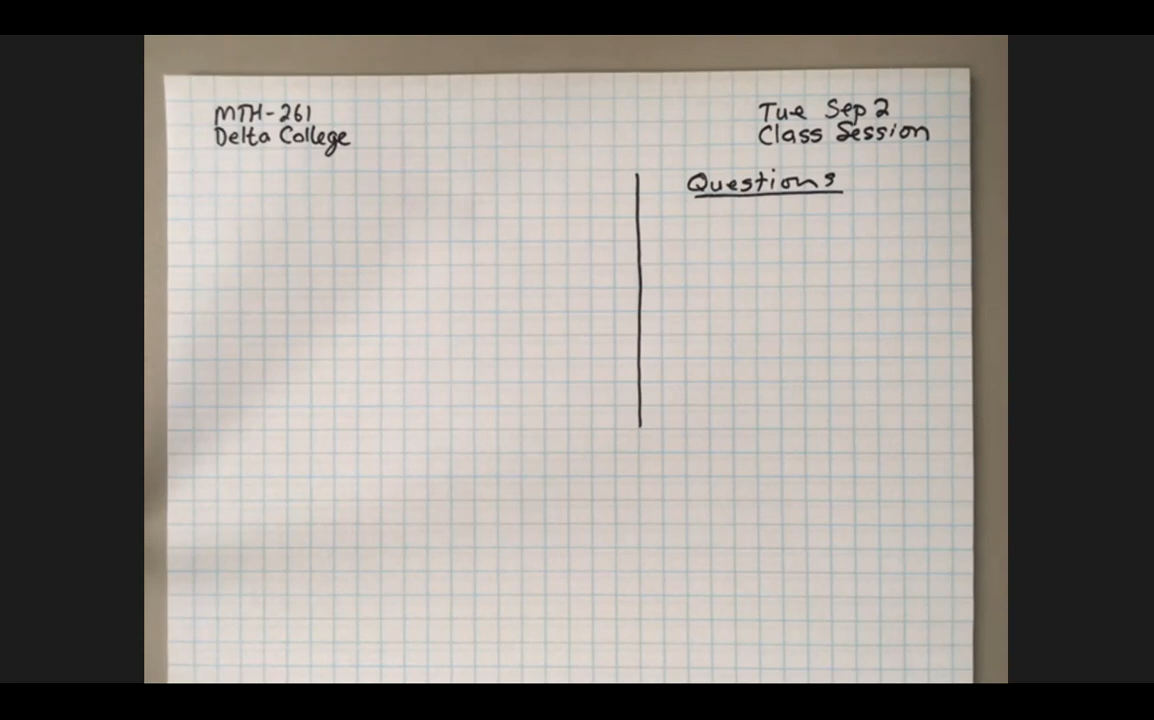 MTH-261
Delta College
Tue Sep 2
Class Session
Questions